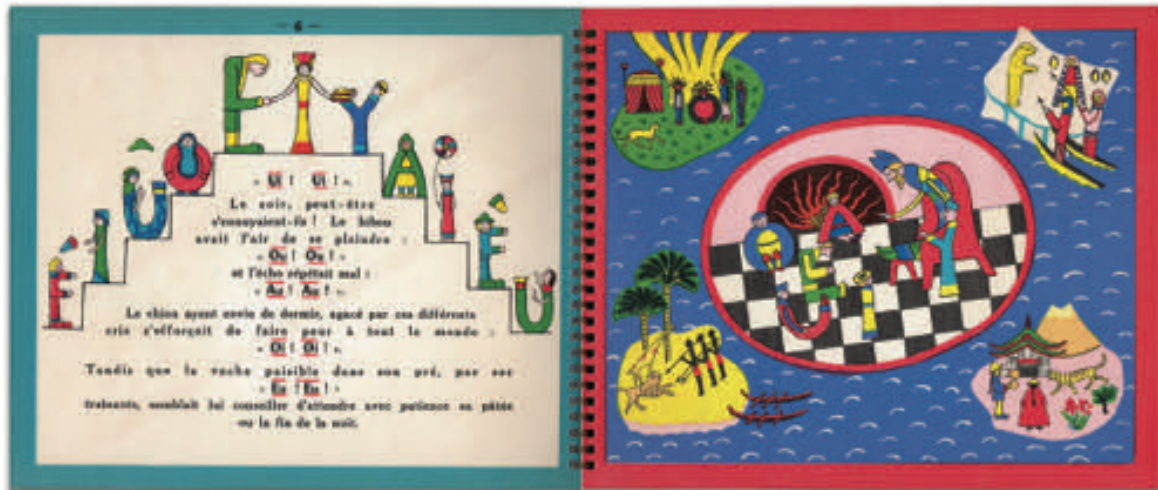 — 6 —
E I Y
U O A I
É I É U
« Ui ! Ui ! ».
Le soir, peut-être
s'ennuyaient-ils ! Le hibou
avait l'air de se plaindre :
« Ou ! Ou ! »
et l'écho répétait mal :
« Au ! Au ! ».
Le chien ayant envie de dormir, agacé par ces différents
cris s'efforçait de faire peur à tout le monde :
« Oi ! Oi ! ».
Tandis que la vache paisible dans son pré, par ses
« Eu ! Eu ! »
traînants, semblait lui conseiller d'attendre avec patience sa pâtée
ou la fin de la nuit.